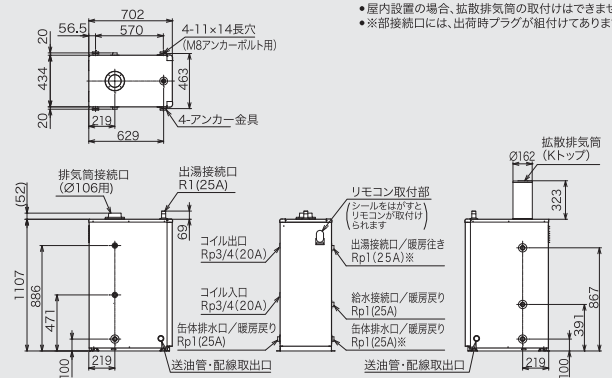 ●屋内設置の場合、拡散排気筒の取付けはできませ
●※部接続口には、出荷時プラグが組付けてありま
702
56.5
570
4-11×14長穴
(M8アンカーボルト用)
20
434
20
463
219
629
4-アンカー金具
排気筒接続口
(Ø106用)
出湯接続口
R1(25A)
(52)
69
1107
886
471
100
219
送油管・配線取出口
リモコン取付部
(シールをはがすと
リモコンが取付け
られます)
コイル出口
Rp3/4(20A)
コイル入口
Rp3/4(20A)
缶体排水口/暖房戻り
Rp1(25A)
出湯接続口/暖房往き
Rp1(25A)※
給水接続口/暖房戻り
Rp1(25A)
缶体排水口/暖房戻り
Rp1(25A)※
拡散排気筒
(Kトップ)
Ø162
323
867
391
100
219
送油管・配線取出口